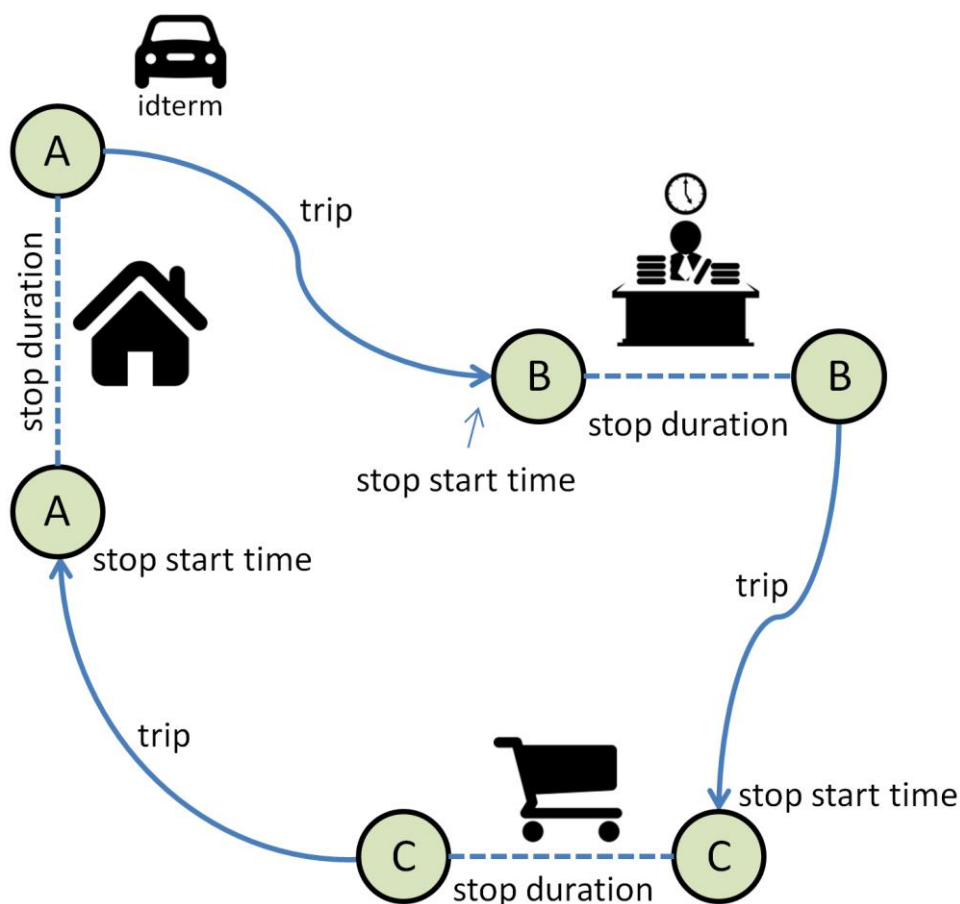 idterm
A
trip
stop duration
B
B
stop duration
stop start time
A
stop start time
trip
trip
stop start time
C
C
stop duration